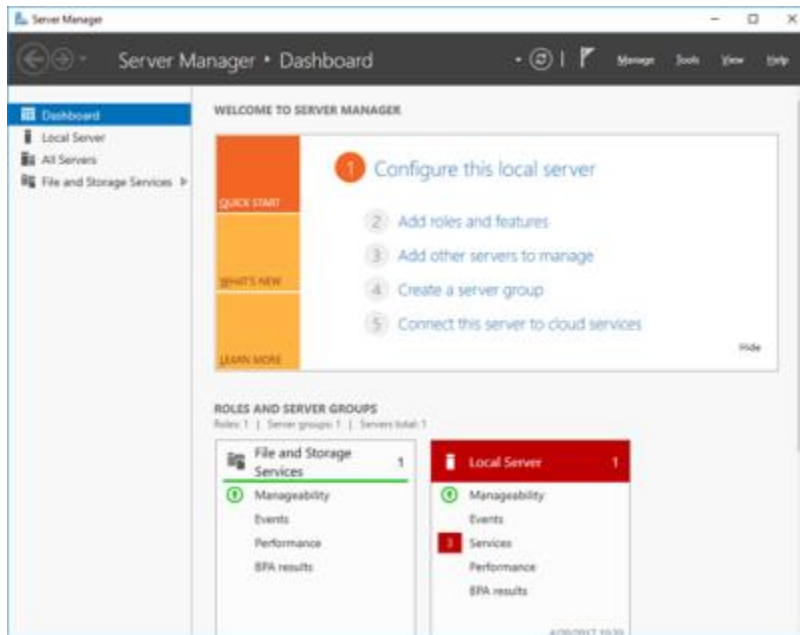 Server Manager
Server Manager • Dashboard
Manage Tools View Help
Dashboard
Local Server
All Servers
File and Storage Services
WELCOME TO SERVER MANAGER
QUICK START
WHAT'S NEW
LEARN MORE
1 Configure this local server
2 Add roles and features
3 Add other servers to manage
4 Create a server group
5 Connect this server to cloud services
Hide
ROLES AND SERVER GROUPS
Roles: 1 | Server groups: 1 | Servers total: 1
File and Storage Services 1
Manageability
Events
Performance
BPA results
Local Server 1
Manageability
Events
3 Services
Performance
BPA results
4/20/2017